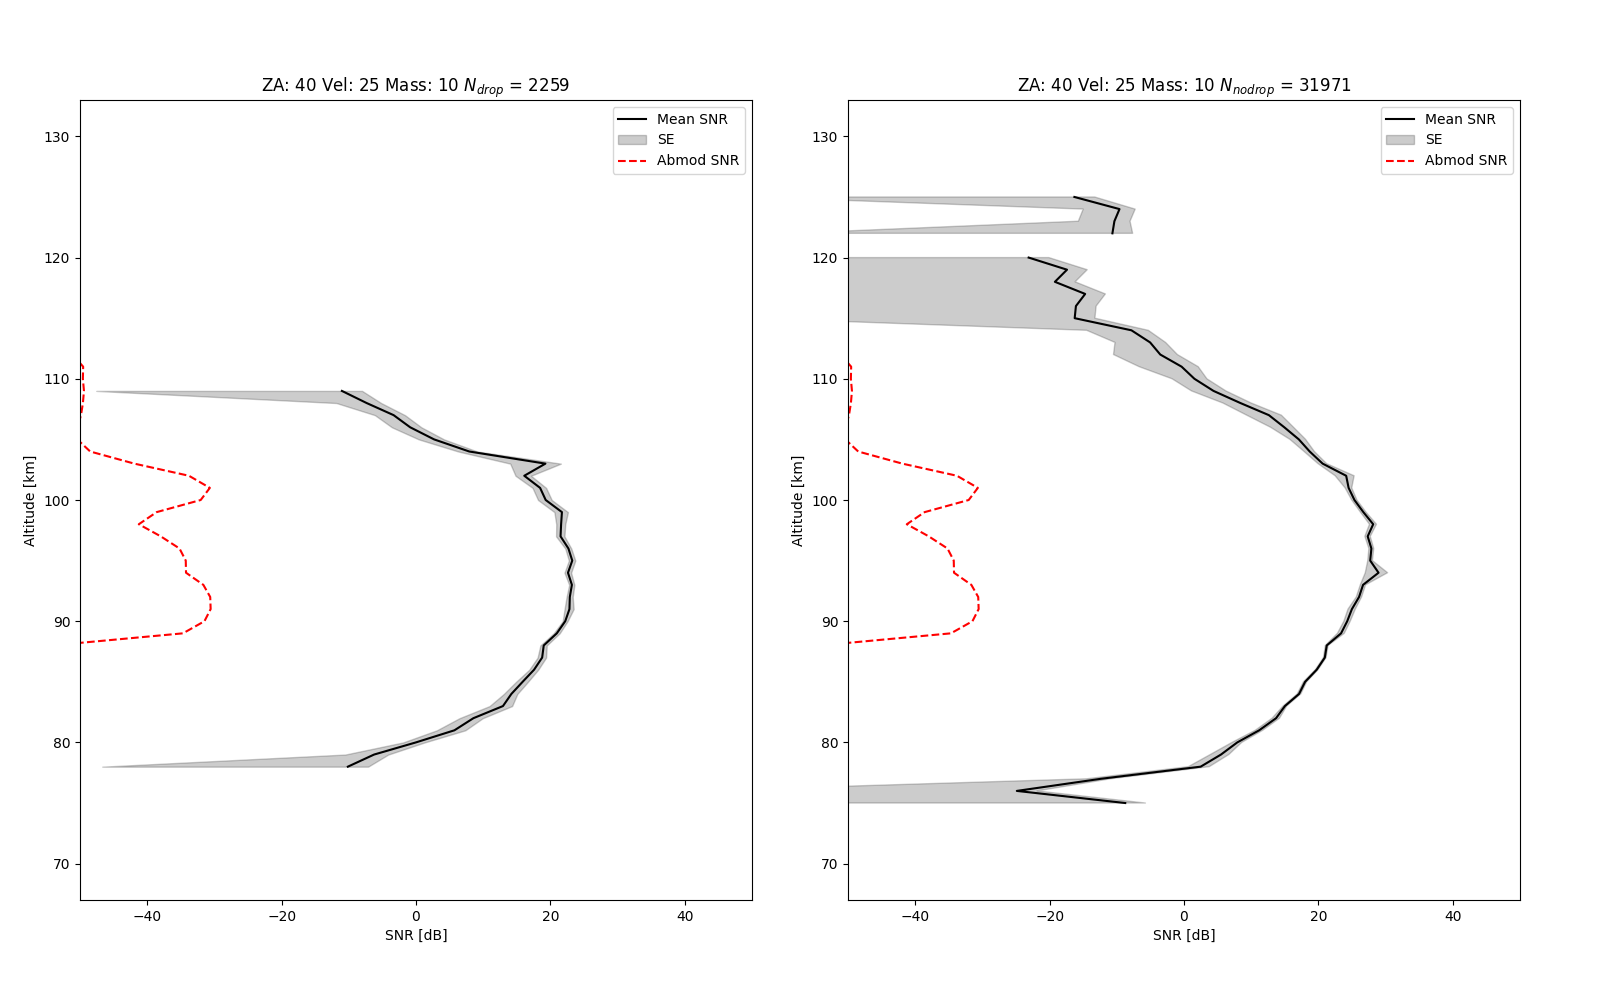 ZA: 40 Vel: 25 Mass: 10 N_drop = 2259
Mean SNR
SE
Abmod SNR
130
120
110
100
90
80
70
Altitude [km]
−40
−20
0
20
40
SNR [dB]
ZA: 40 Vel: 25 Mass: 10 N_nodrop = 31971
Mean SNR
SE
Abmod SNR
130
120
110
100
90
80
70
Altitude [km]
−40
−20
0
20
40
SNR [dB]